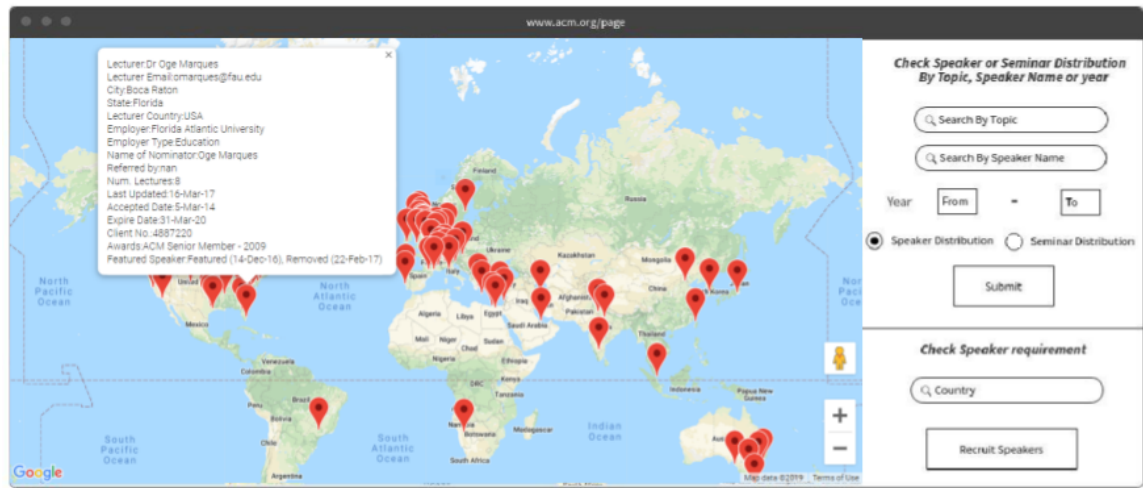 www.acm.org/page
×
Lecturer:Dr Oge Marques
Lecturer Email:omarques@fau.edu
City:Boca Raton
State:Florida
Lecturer Country:USA
Employer:Florida Atlantic University
Employer Type:Education
Name of Nominator:Oge Marques
Referred by:nan
Num. Lectures:8
Last Updated:16-Mar-17
Accepted Date:5-Mar-14
Expire Date:31-Mar-20
Client No.:4887220
Awards:ACM Senior Member - 2009
Featured Speaker:Featured (14-Dec-16), Removed (22-Feb-17)
Finland
Russia
Ukraine
Kazakhstan
Mongolia
Spain
Italy
North
Pacific
Ocean
United
North
Atlantic
Ocean
China
Iraq
Afghanistan
Pakistan
Algeria
Libya
Egypt
Saudi Arabia
Mexico
Mali
Niger
Chad
Sudan
Thailand
Nigeria
Ethiopia
Venezuela
Colombia
DRC
Kenya
Tanzania
Indonesia
Papua New
Guinea
Peru
Brazil
Bolivia
Botswana
Madagascar
Indian
Ocean
Chile
South
Pacific
Ocean
South
Atlantic
Ocean
South Africa
Argentina
+
−
Google
Map data ©2019
Terms of Use
Check Speaker or Seminar Distribution
By Topic, Speaker Name or year
Search By Topic
Search By Speaker Name
Year From - To
Speaker Distribution Seminar Distribution
Submit
Check Speaker requirement
Country
Recruit Speakers